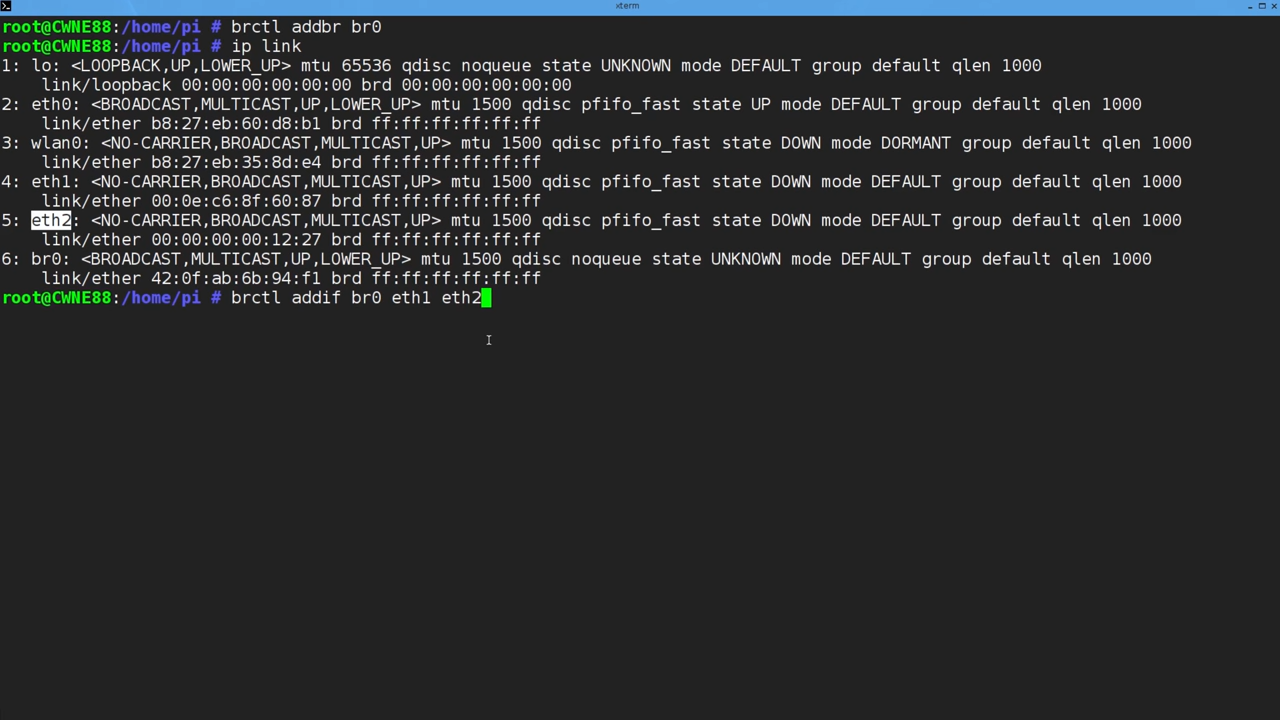 xterm
root@CWNE88:/home/pi # brctl addbr br0
root@CWNE88:/home/pi # ip link
1: lo: <LOOPBACK,UP,LOWER_UP> mtu 65536 qdisc noqueue state UNKNOWN mode DEFAULT group default qlen 1000
    link/loopback 00:00:00:00:00:00 brd 00:00:00:00:00:00
2: eth0: <BROADCAST,MULTICAST,UP,LOWER_UP> mtu 1500 qdisc pfifo_fast state UP mode DEFAULT group default qlen 1000
    link/ether b8:27:eb:60:d8:b1 brd ff:ff:ff:ff:ff:ff
3: wlan0: <NO-CARRIER,BROADCAST,MULTICAST,UP> mtu 1500 qdisc pfifo_fast state DOWN mode DORMANT group default qlen 1000
    link/ether b8:27:eb:35:8d:e4 brd ff:ff:ff:ff:ff:ff
4: eth1: <NO-CARRIER,BROADCAST,MULTICAST,UP> mtu 1500 qdisc pfifo_fast state DOWN mode DEFAULT group default qlen 1000
    link/ether 00:0e:c6:8f:60:87 brd ff:ff:ff:ff:ff:ff
5: eth2: <NO-CARRIER,BROADCAST,MULTICAST,UP> mtu 1500 qdisc pfifo_fast state DOWN mode DEFAULT group default qlen 1000
    link/ether 00:00:00:00:12:27 brd ff:ff:ff:ff:ff:ff
6: br0: <BROADCAST,MULTICAST,UP,LOWER_UP> mtu 1500 qdisc noqueue state UNKNOWN mode DEFAULT group default qlen 1000
    link/ether 42:0f:ab:6b:94:f1 brd ff:ff:ff:ff:ff:ff
root@CWNE88:/home/pi # brctl addif br0 eth1 eth2